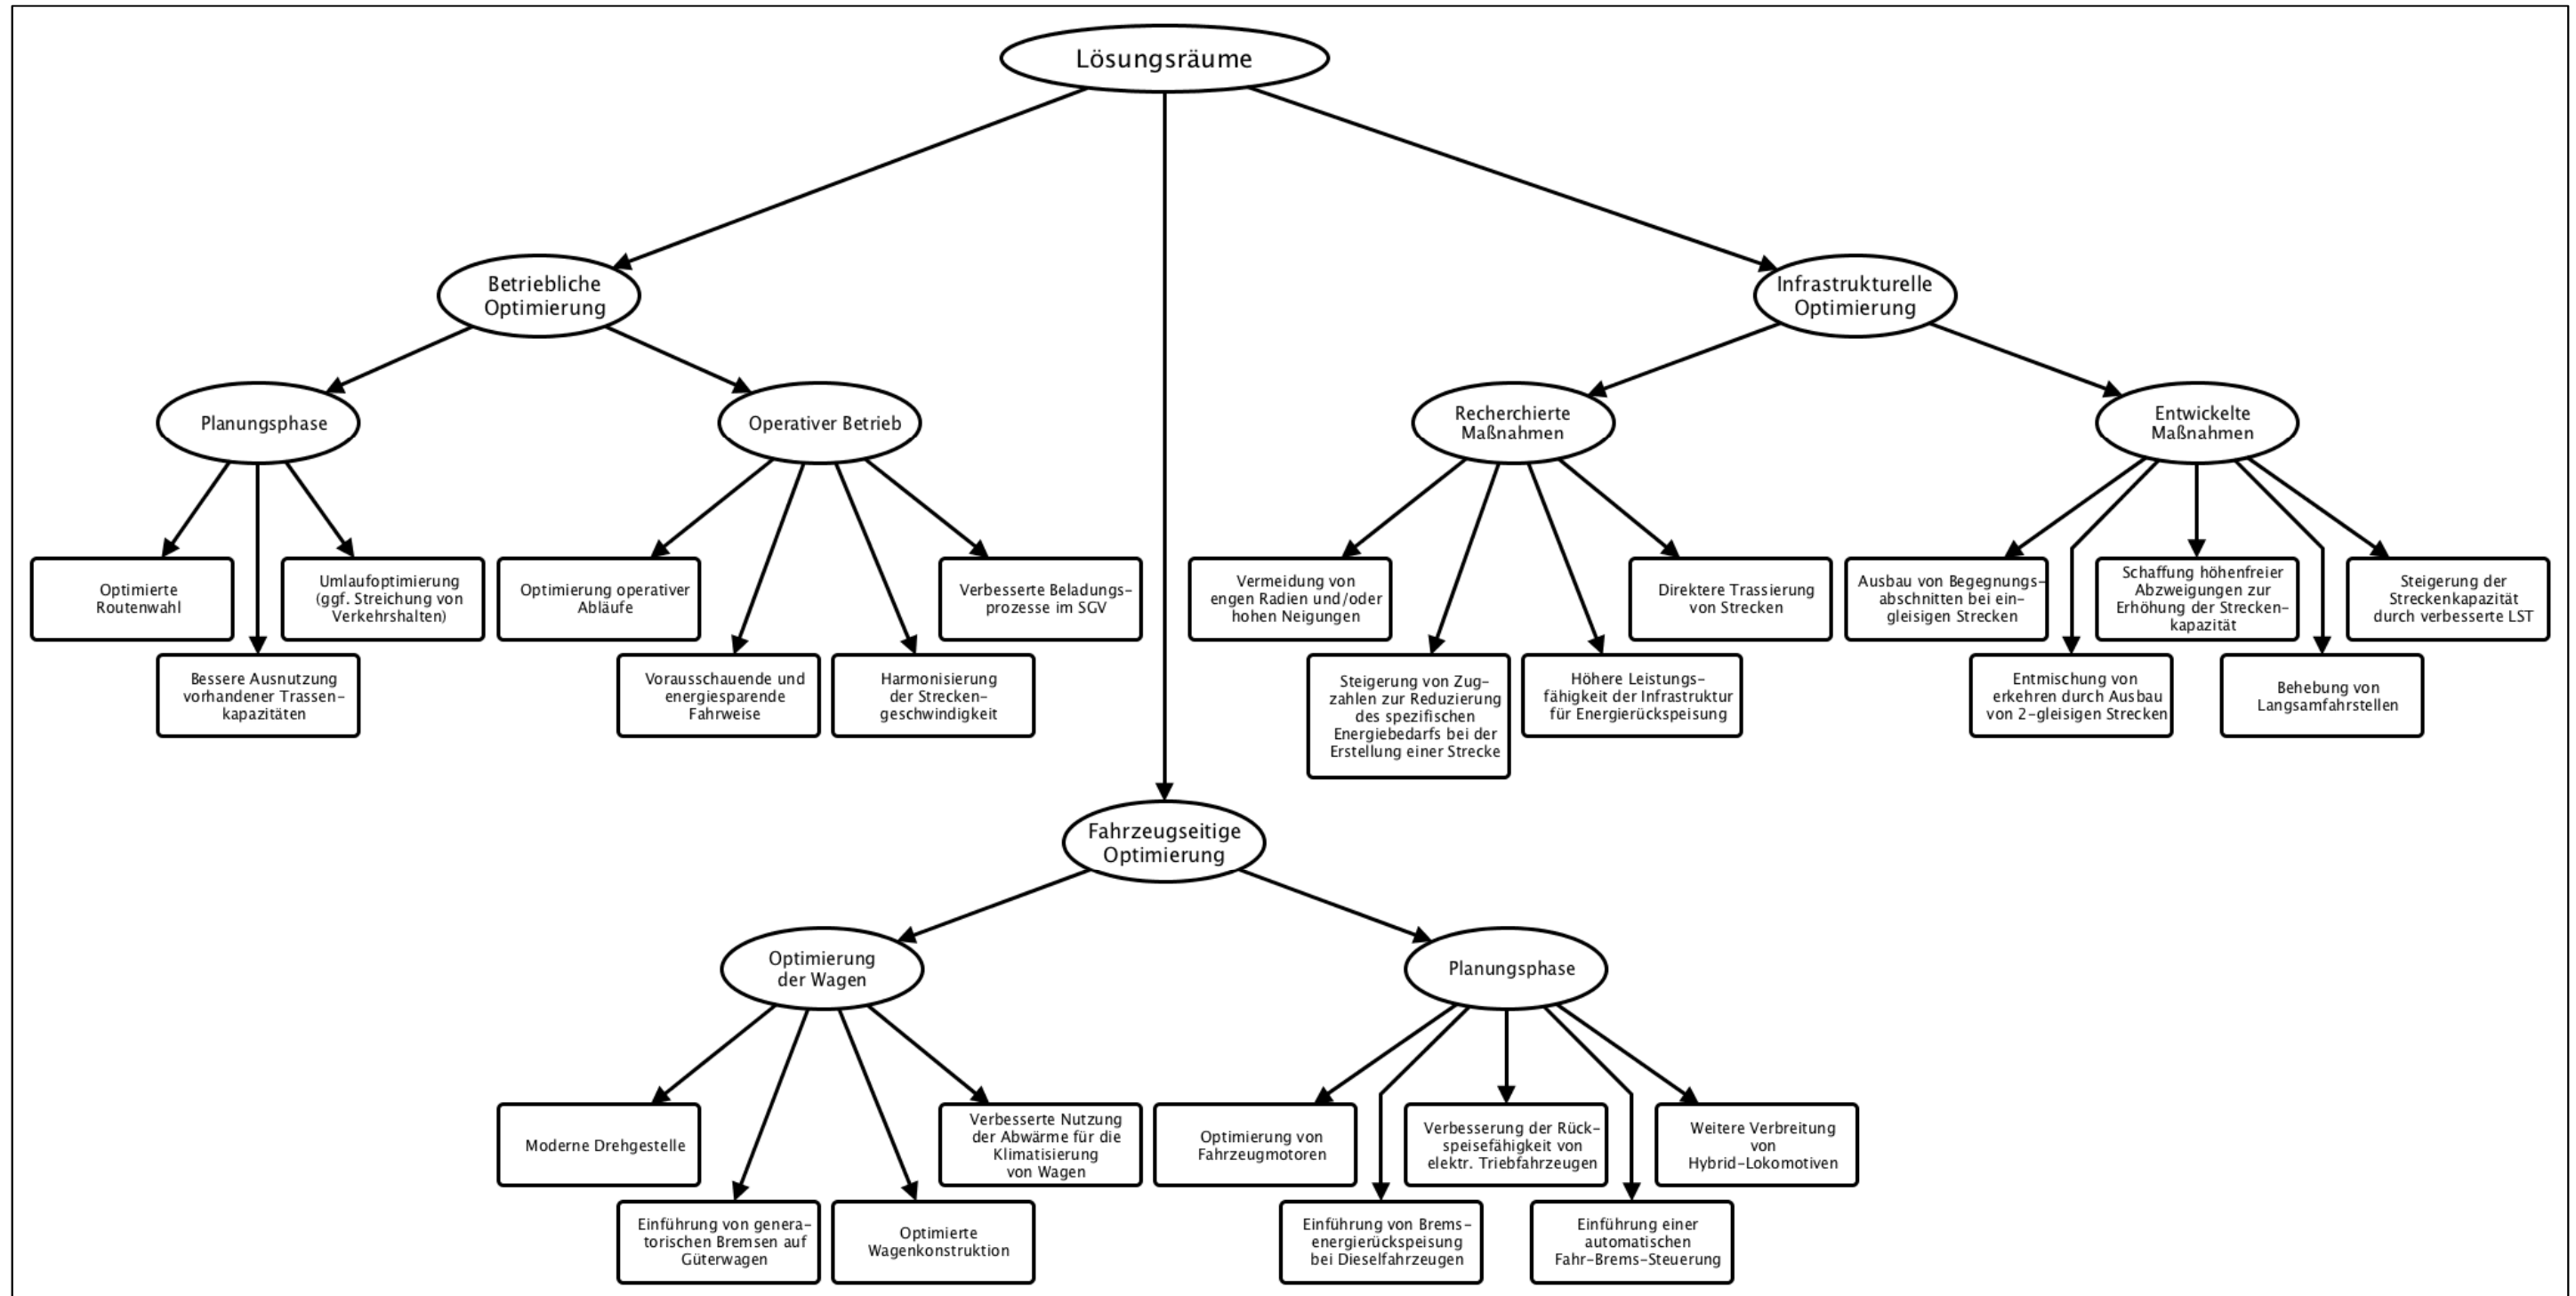 Lösungsräume
Betriebliche
Optimierung
Infrastrukturelle
Optimierung
Planungsphase
Operativer Betrieb
Recherchierte
Maßnahmen
Entwickelte
Maßnahmen
Optimierte
Routenwahl
Umlaufoptimierung
(ggf. Streichung von
Verkehrshalten)
Optimierung operativer
Abläufe
Verbesserte Beladungs-
prozesse im SGV
Vermeidung von
engen Radien und/oder
hohen Neigungen
Direktere Trassierung
von Strecken
Ausbau von Begegnungs-
abschnitten bei ein-
gleisigen Strecken
Schaffung höhenfreier
Abzweigungen zur
Erhöhung der Strecken-
kapazität
Steigerung der
Streckenkapazität
durch verbesserte LST
Bessere Ausnutzung
vorhandener Trassen-
kapazitäten
Vorausschauende und
energiesparende
Fahrweise
Harmonisierung
der Strecken-
geschwindigkeit
Steigerung von Zug-
zahlen zur Reduzierung
des spezifischen
Energiebedarfs bei der
Erstellung einer Strecke
Höhere Leistungs-
fähigkeit der Infrastruktur
für Energierückspeisung
Entmischung von
erkehren durch Ausbau
von 2-gleisigen Strecken
Behebung von
Langsamfahrstellen
Fahrzeugseitige
Optimierung
Optimierung
der Wagen
Planungsphase
Moderne Drehgestelle
Verbesserte Nutzung
der Abwärme für die
Klimatisierung
von Wagen
Optimierung von
Fahrzeugmotoren
Verbesserung der Rück-
speisefähigkeit von
elektr. Triebfahrzeugen
Weitere Verbreitung
von
Hybrid-Lokomotiven
Einführung von genera-
torischen Bremsen auf
Güterwagen
Optimierte
Wagenkonstruktion
Einführung von Brems-
energierückspeisung
bei Dieselfahrzeugen
Einführung einer
automatischen
Fahr-Brems-Steuerung